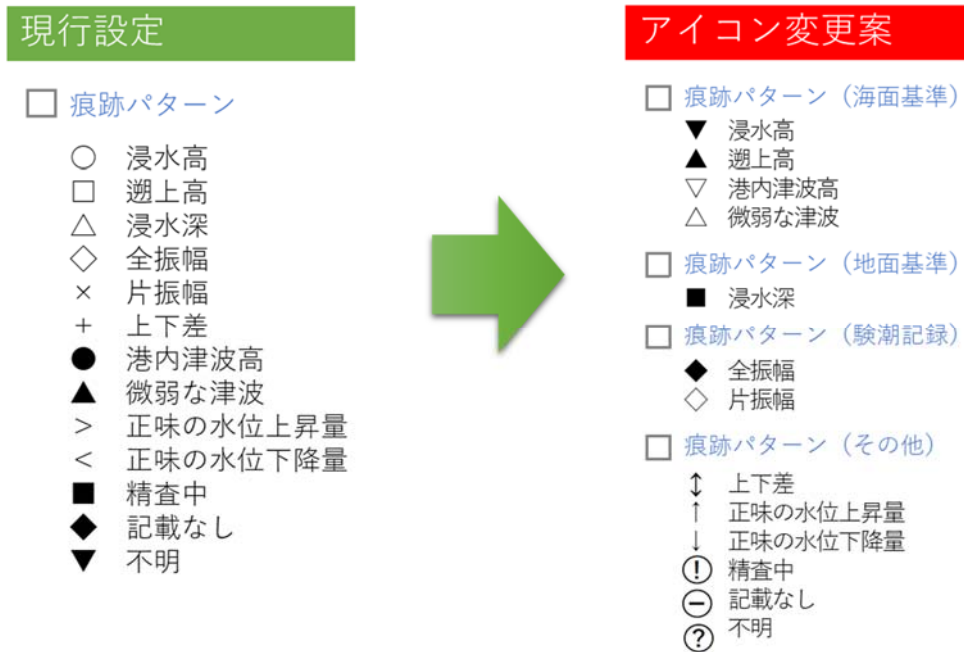 現行設定
□ 痕跡パターン
○ 浸水高
□ 遡上高
△ 浸水深
◇ 全振幅
× 片振幅
+ 上下差
● 港内津波高
▲ 微弱な津波
> 正味の水位上昇量
< 正味の水位下降量
■ 精査中
◆ 記載なし
▼ 不明
アイコン変更案
□ 痕跡パターン（海面基準）
▼ 浸水高
▲ 遡上高
▽ 港内津波高
△ 微弱な津波
□ 痕跡パターン（地面基準）
■ 浸水深
□ 痕跡パターン（験潮記録）
◆ 全振幅
◇ 片振幅
□ 痕跡パターン（その他）
↕ 上下差
↑ 正味の水位上昇量
↓ 正味の水位下降量
! 精査中
− 記載なし
? 不明